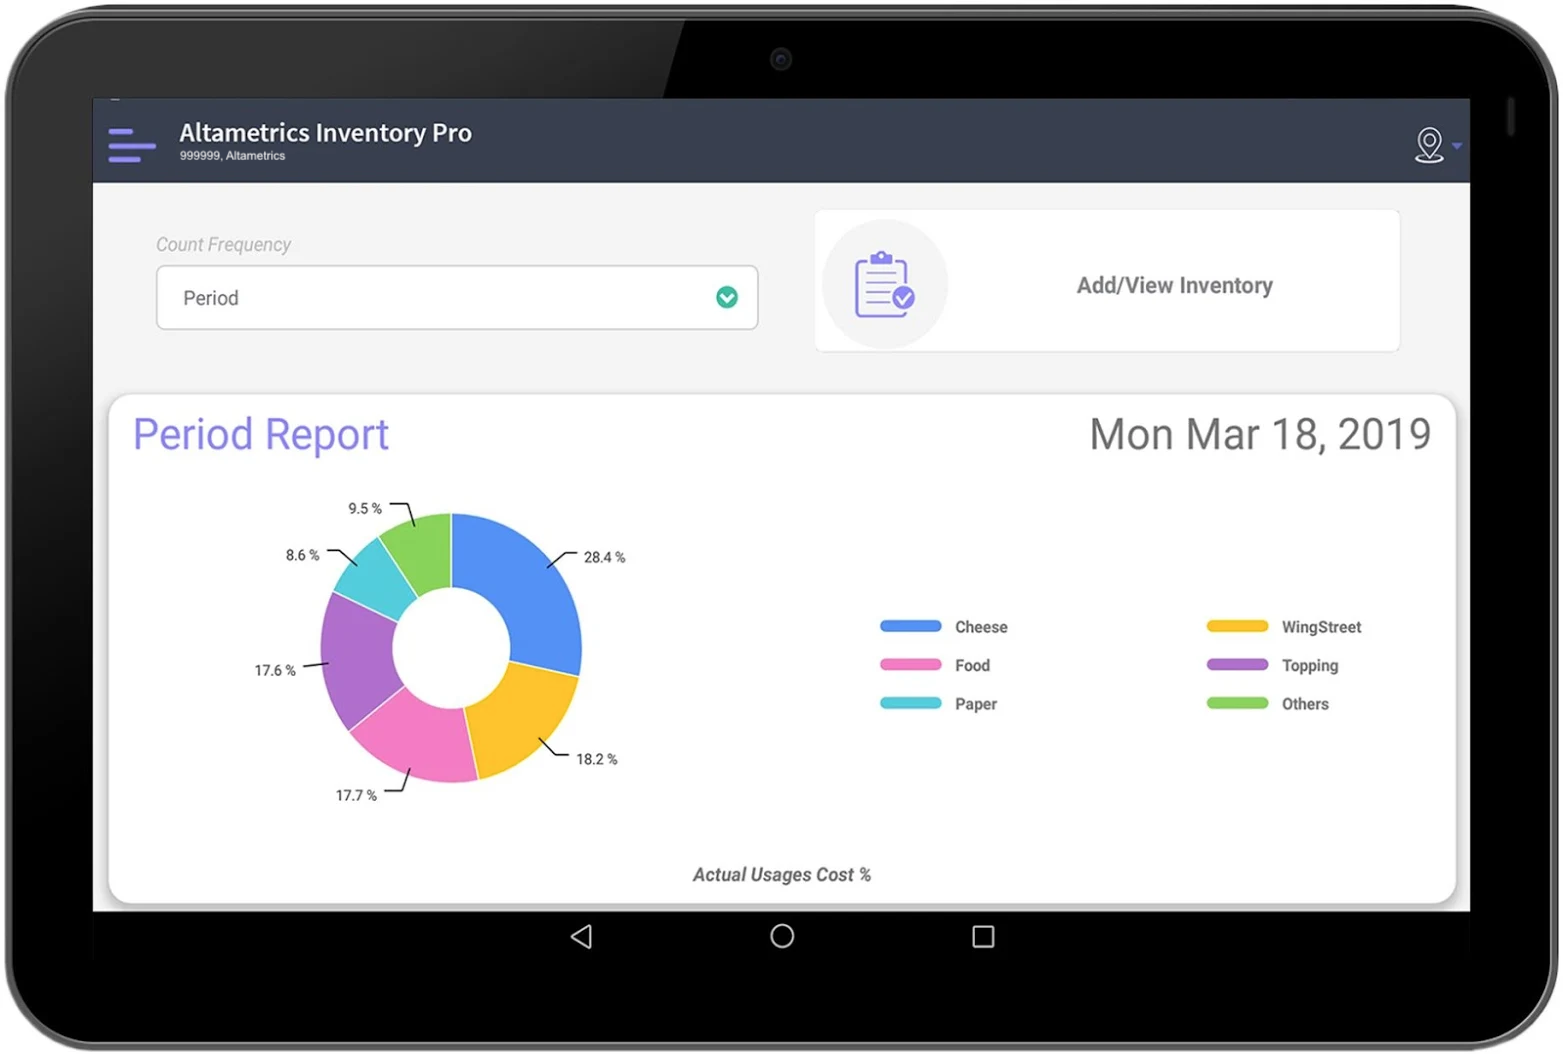 Altametrics Inventory Pro
999999, Altametrics
Count Frequency
Period
Add/View Inventory
Period Report
Mon Mar 18, 2019
9.5 %
8.6 %
28.4 %
17.6 %
18.2 %
17.7 %
Cheese
WingStreet
Food
Topping
Paper
Others
Actual Usages Cost %